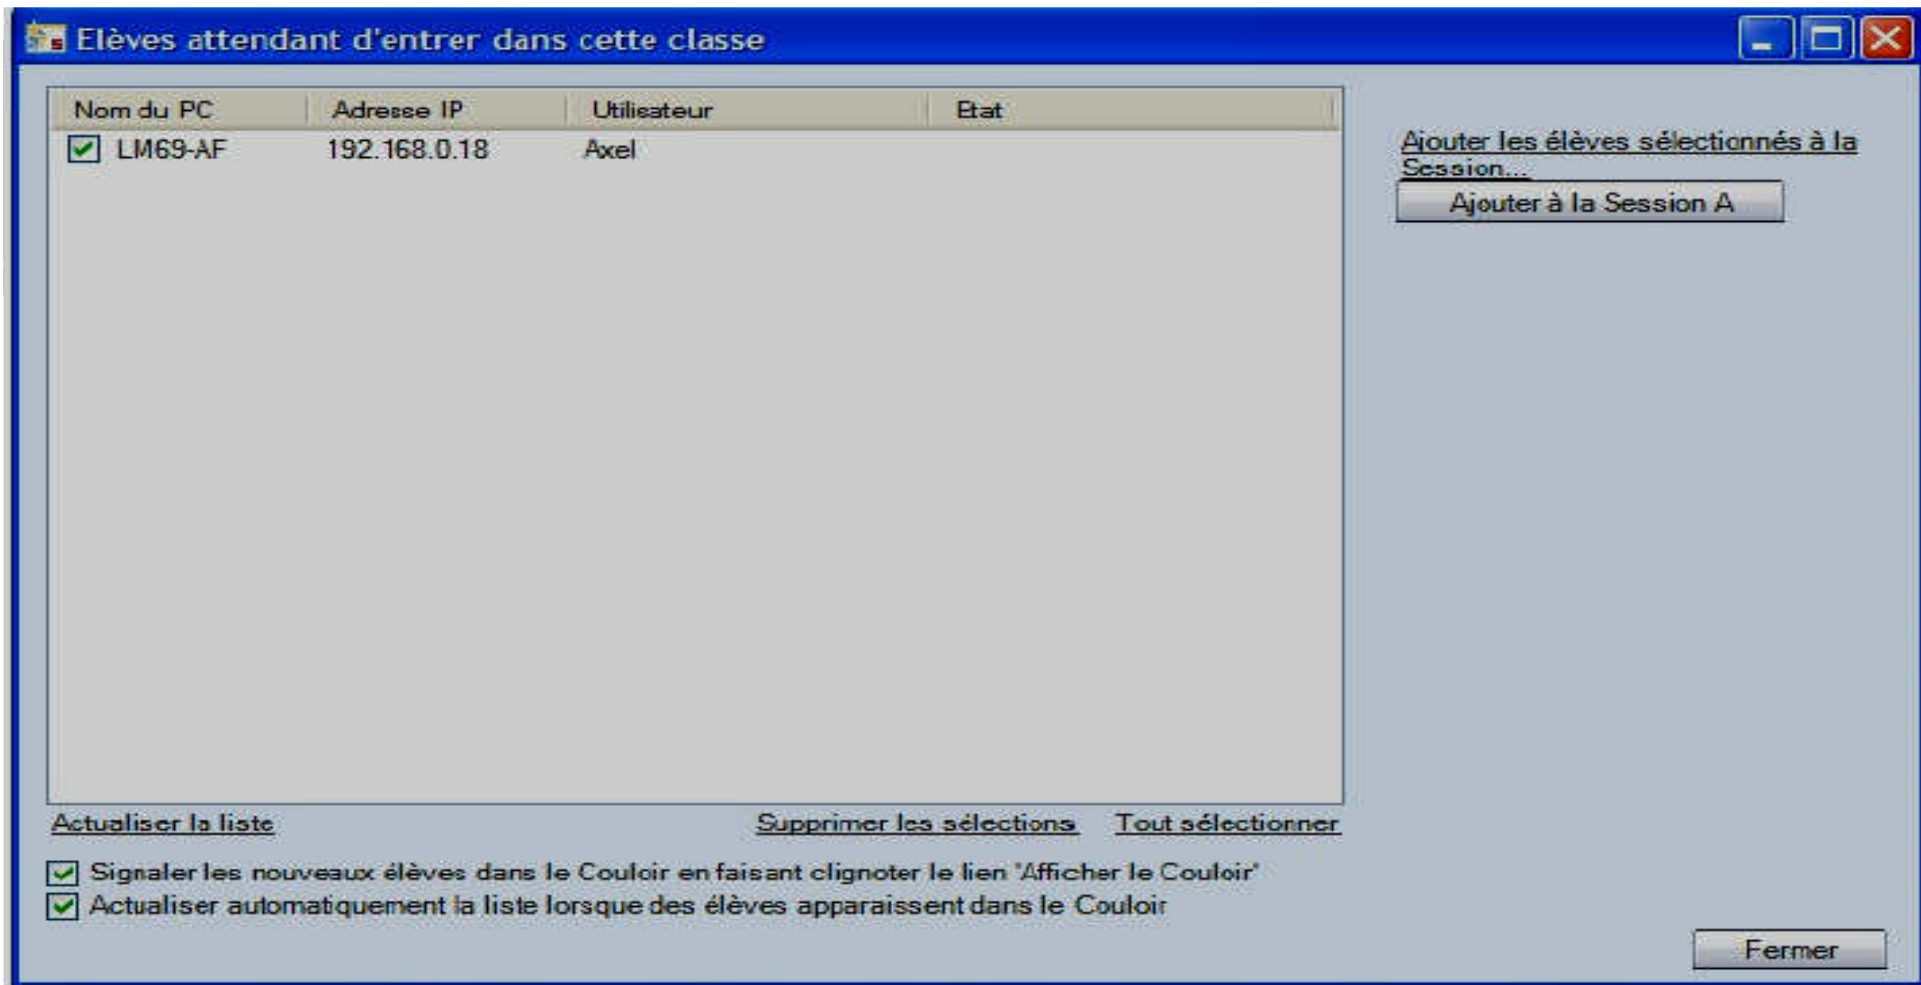 Elèves attendant d'entrer dans cette classe
Nom du PC Adresse IP Utilisateur Etat
LM69-AF 192.168.0.18 Axel
Ajouter les élèves sélectionnés à la
Session...
Ajouter à la Session A
Actualiser la liste Supprimer les sélections Tout sélectionner
Signaler les nouveaux élèves dans le Couloir en faisant clignoter le lien "Afficher le Couloir"
Actualiser automatiquement la liste lorsque des élèves apparaissent dans le Couloir
Fermer